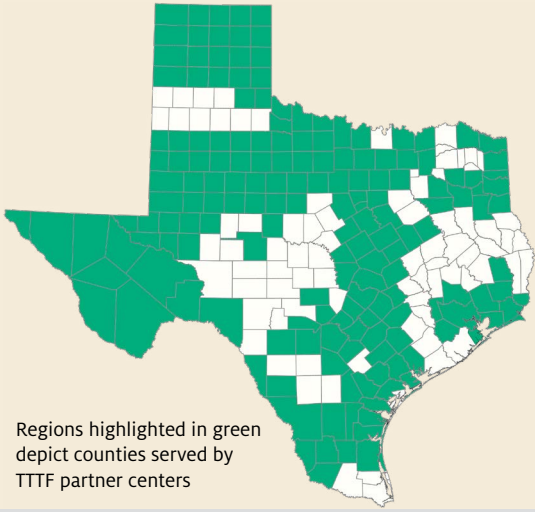 Regions highlighted in green
depict counties served by
TTTF partner centers